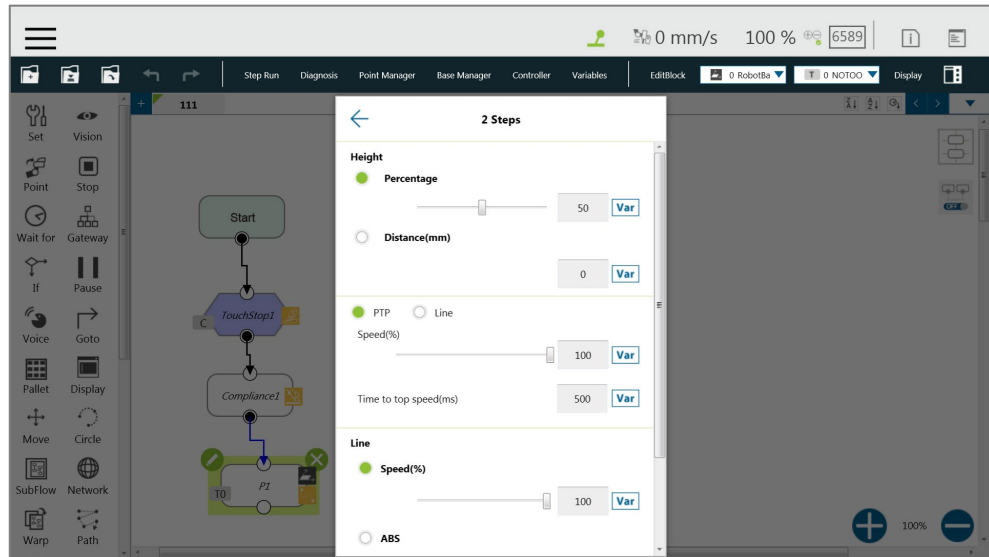 0 mm/s 100 % 6589
Step Run Diagnosis Point Manager Base Manager Controller Variables EditBlock 0 RobotBa T 0 NOTOO Display
111
Set Vision
Point Stop
Wait for Gateway
If Pause
Voice Goto
Pallet Display
Move Circle
SubFlow Network
Warp Path
Start
C TouchStop1
Compliance1
T0 P1
2 Steps
Height
Percentage
50 Var
Distance(mm)
0 Var
PTP Line
Speed(%)
100 Var
Time to top speed(ms) 500 Var
Line
Speed(%)
100 Var
ABS
OFF
100%